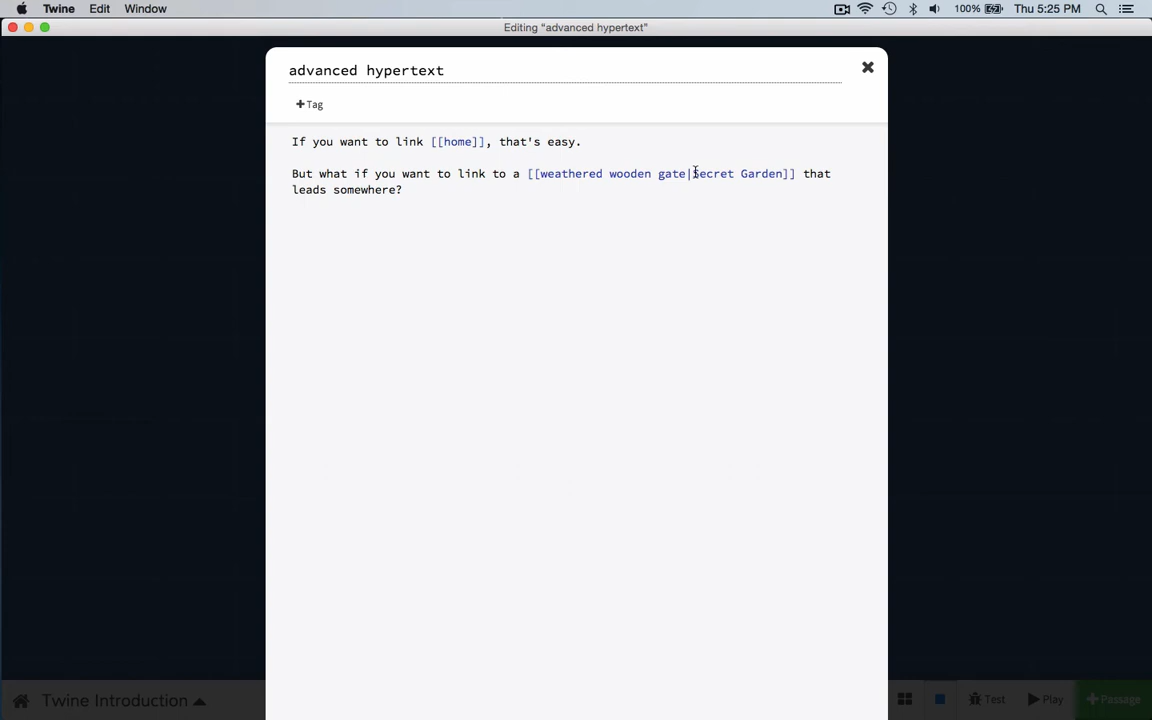 Twine Edit Window 100% Thu 5:25 PM
Editing "advanced hypertext"
advanced hypertext
+Tag
If you want to link [[home]], that's easy.
But what if you want to link to a [[weathered wooden gate|Secret Garden]] that
leads somewhere?
Twine Introduction Test Play +Passage